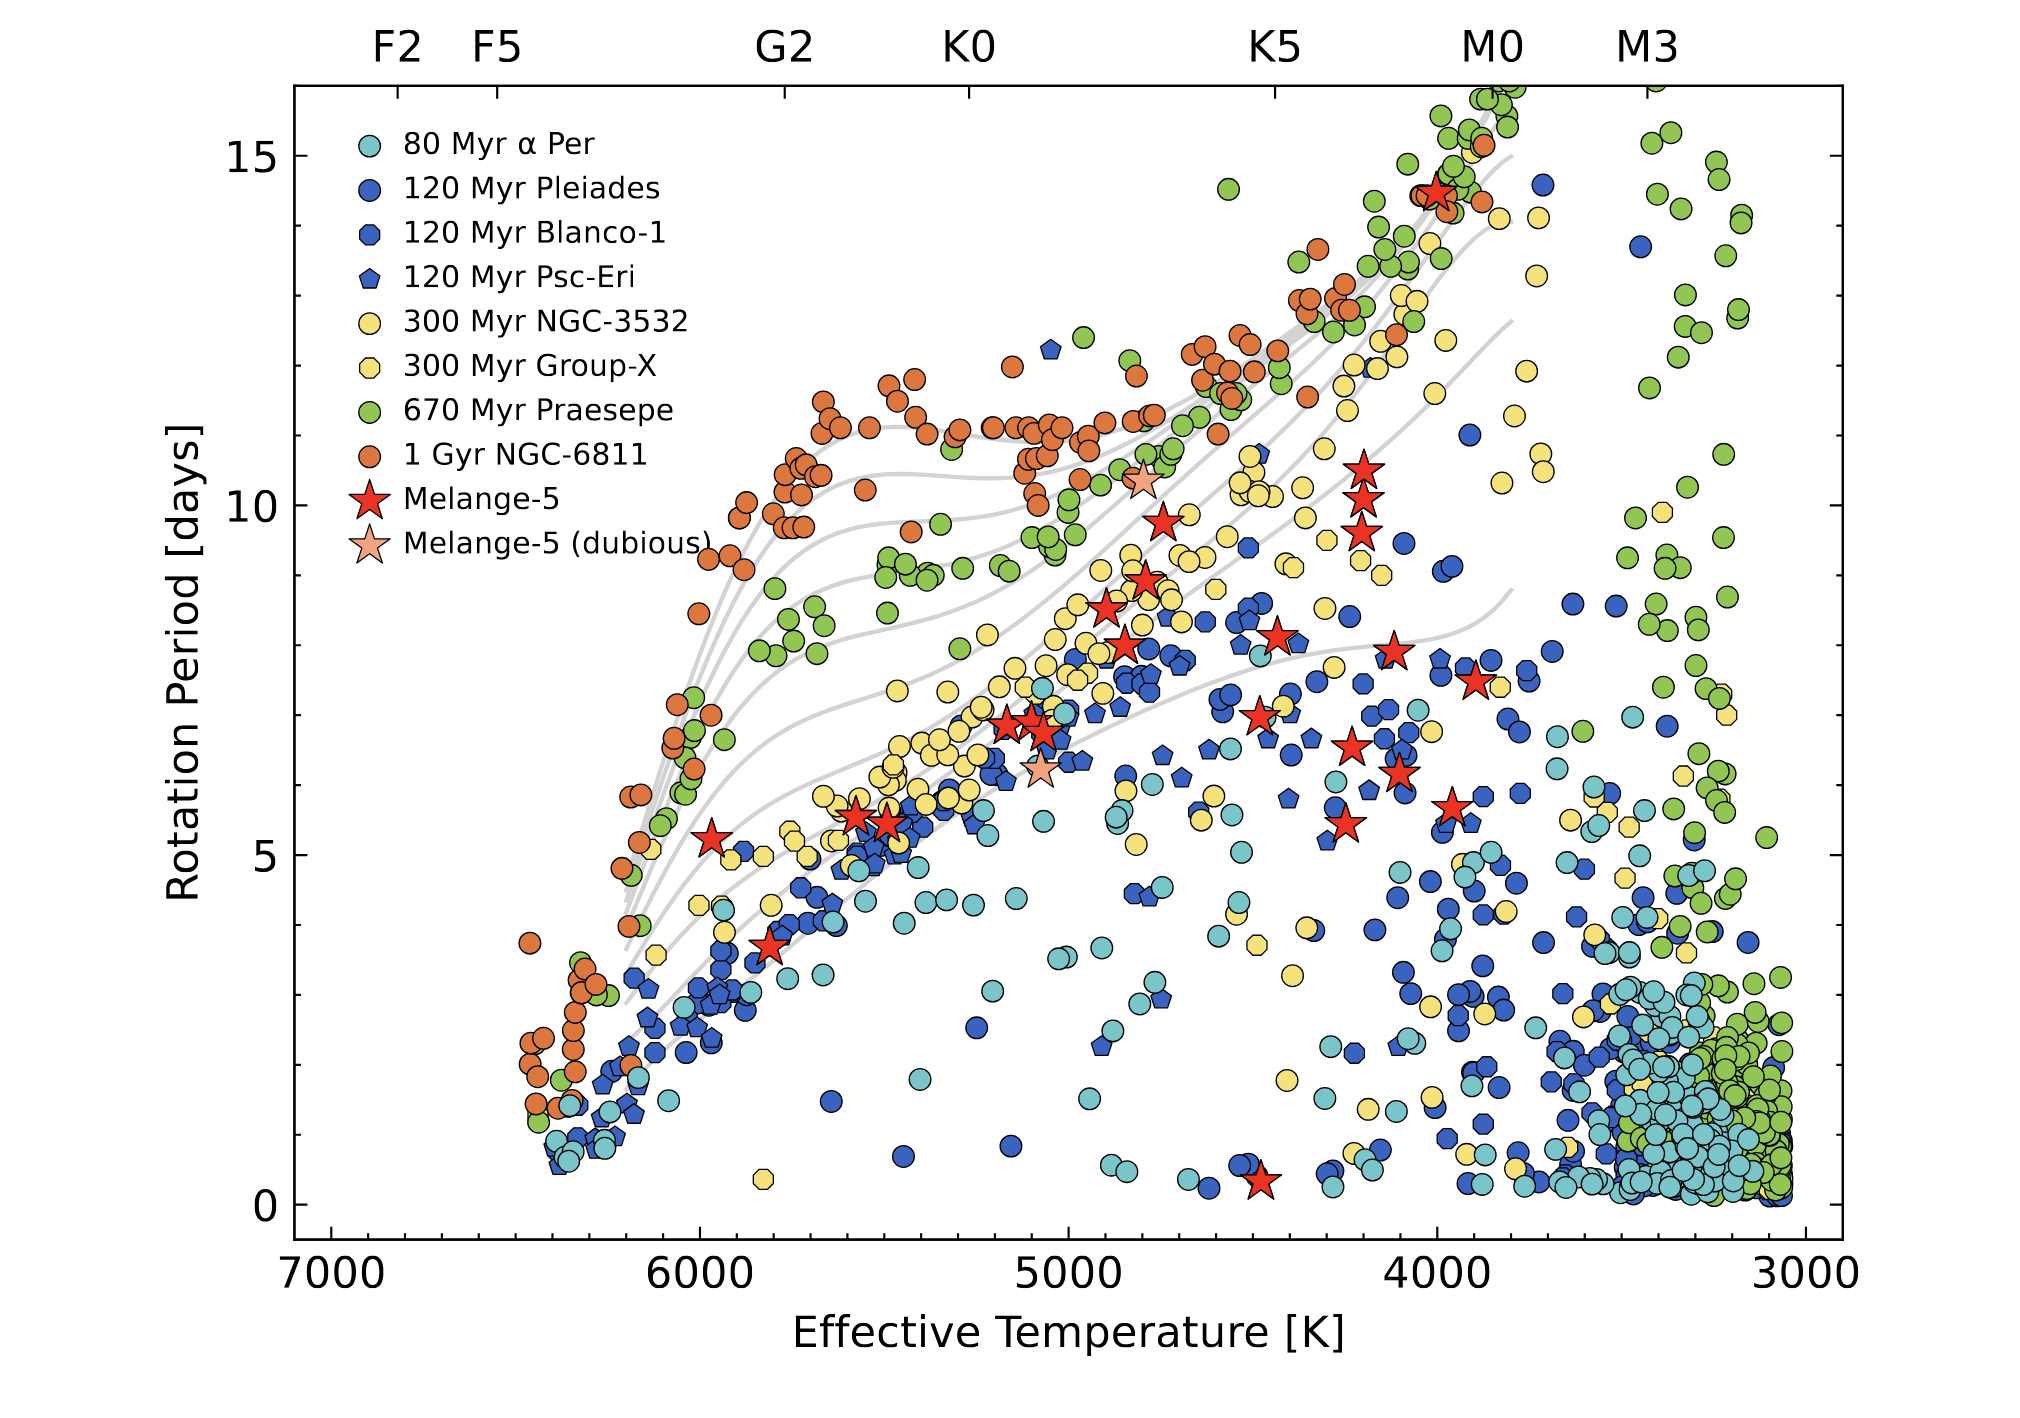 F2 F5 G2 K0 K5 M0 M3
80 Myr α Per
120 Myr Pleiades
120 Myr Blanco-1
120 Myr Psc-Eri
300 Myr NGC-3532
300 Myr Group-X
670 Myr Praesepe
1 Gyr NGC-6811
Melange-5
Melange-5 (dubious)
15
10
5
0
Rotation Period [days]
7000 6000 5000 4000 3000
Effective Temperature [K]